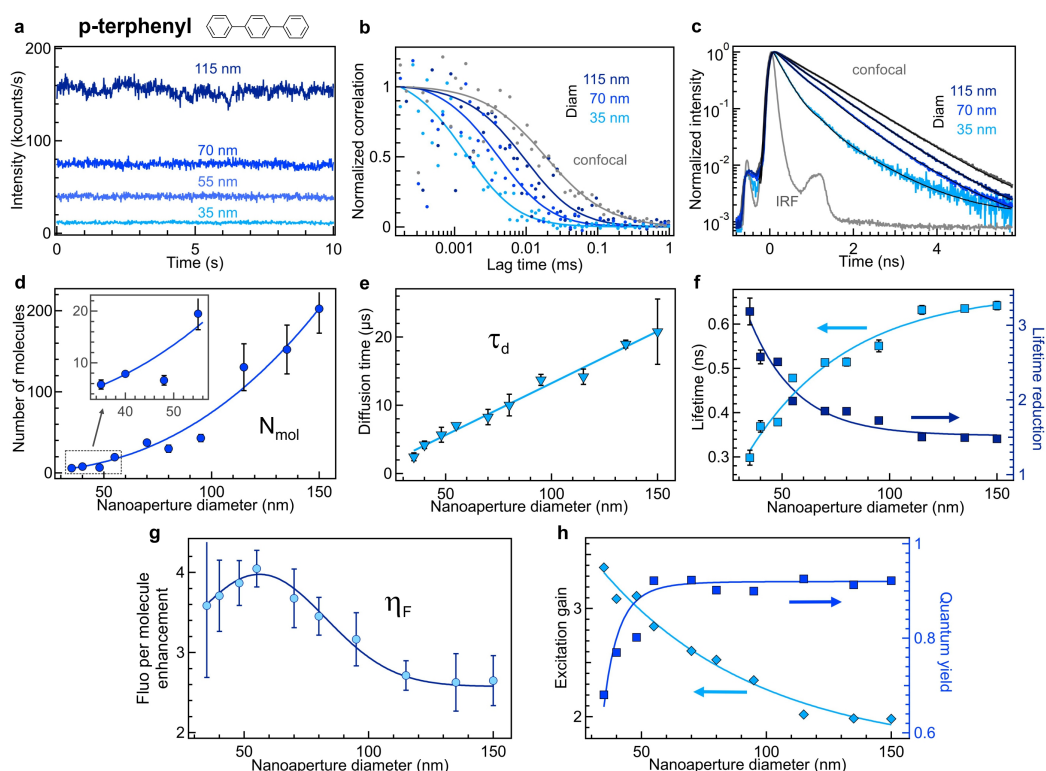 a p-terphenyl
200
100
0
Intensity (kcounts/s)
115 nm
70 nm
55 nm
35 nm
0 5 10
Time (s)
b
1
0.5
0
Normalized correlation
Diam
115 nm
70 nm
35 nm
confocal
0.001 0.01 0.1 1
Lag time (ms)
c
10⁰
10⁻¹
10⁻²
10⁻³
Normalized intensity
confocal
Diam
115 nm
70 nm
35 nm
IRF
0 2 4
Time (ns)
d
200
100
0
Number of molecules
20
10
40 50
Nmol
50 100 150
Nanoaperture diameter (nm)
e
30
20
10
0
Diffusion time (µs)
τd
50 100 150
Nanoaperture diameter (nm)
f
0.6
0.5
0.4
0.3
Lifetime (ns)
3
2
1
Lifetime reduction
50 100 150
Nanoaperture diameter (nm)
g
4
3
2
Fluo per molecule
enhancement
ηF
50 100 150
Nanoaperture diameter (nm)
h
3
2
Excitation gain
1
0.8
0.6
Quantum yield
50 100 150
Nanoaperture diameter (nm)